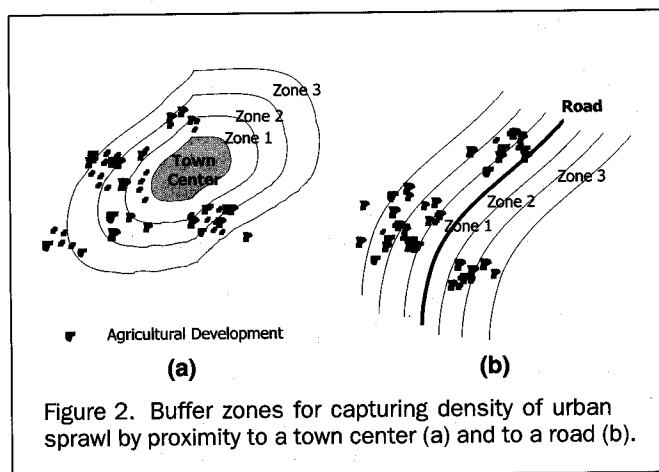 Zone 3
Zone 2
Zone 1
Town
Center
Agricultural Development
(a)
Road
Zone 3
Zone 2
Zone 1
(b)
Figure 2. Buffer zones for capturing density of urban
sprawl by proximity to a town center (a) and to a road (b).